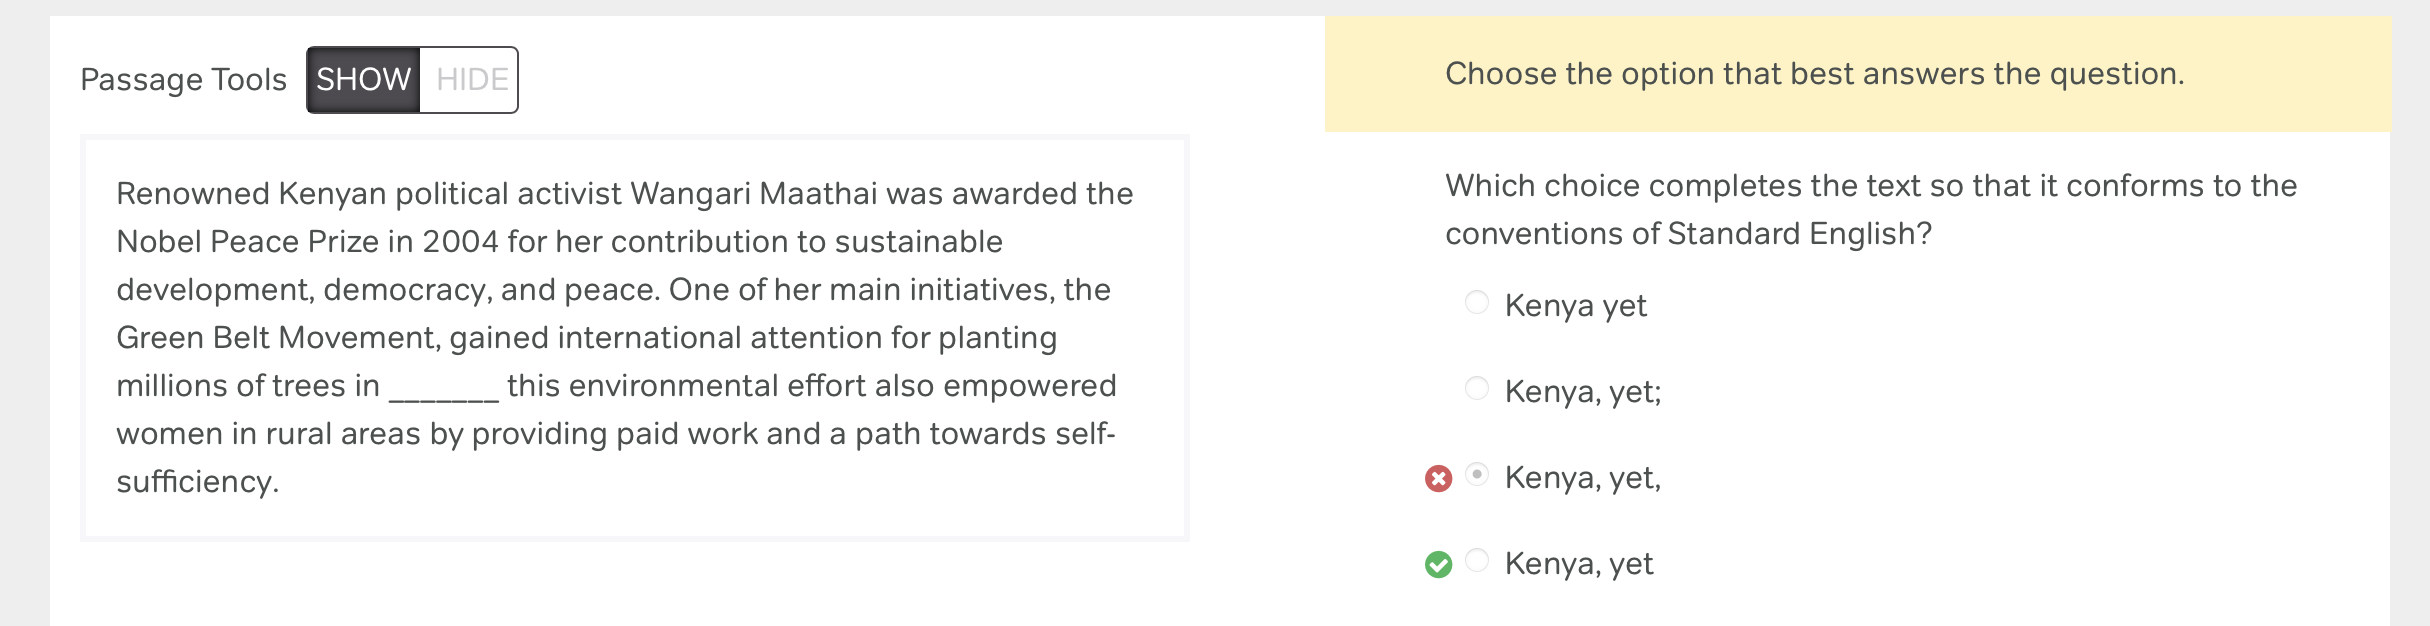 Passage Tools SHOW HIDE
Renowned Kenyan political activist Wangari Maathai was awarded the
Nobel Peace Prize in 2004 for her contribution to sustainable
development, democracy, and peace. One of her main initiatives, the
Green Belt Movement, gained international attention for planting
millions of trees in _______ this environmental effort also empowered
women in rural areas by providing paid work and a path towards self-
sufficiency.
Choose the option that best answers the question.
Which choice completes the text so that it conforms to the
conventions of Standard English?
Kenya yet
Kenya, yet;
Kenya, yet,
Kenya, yet